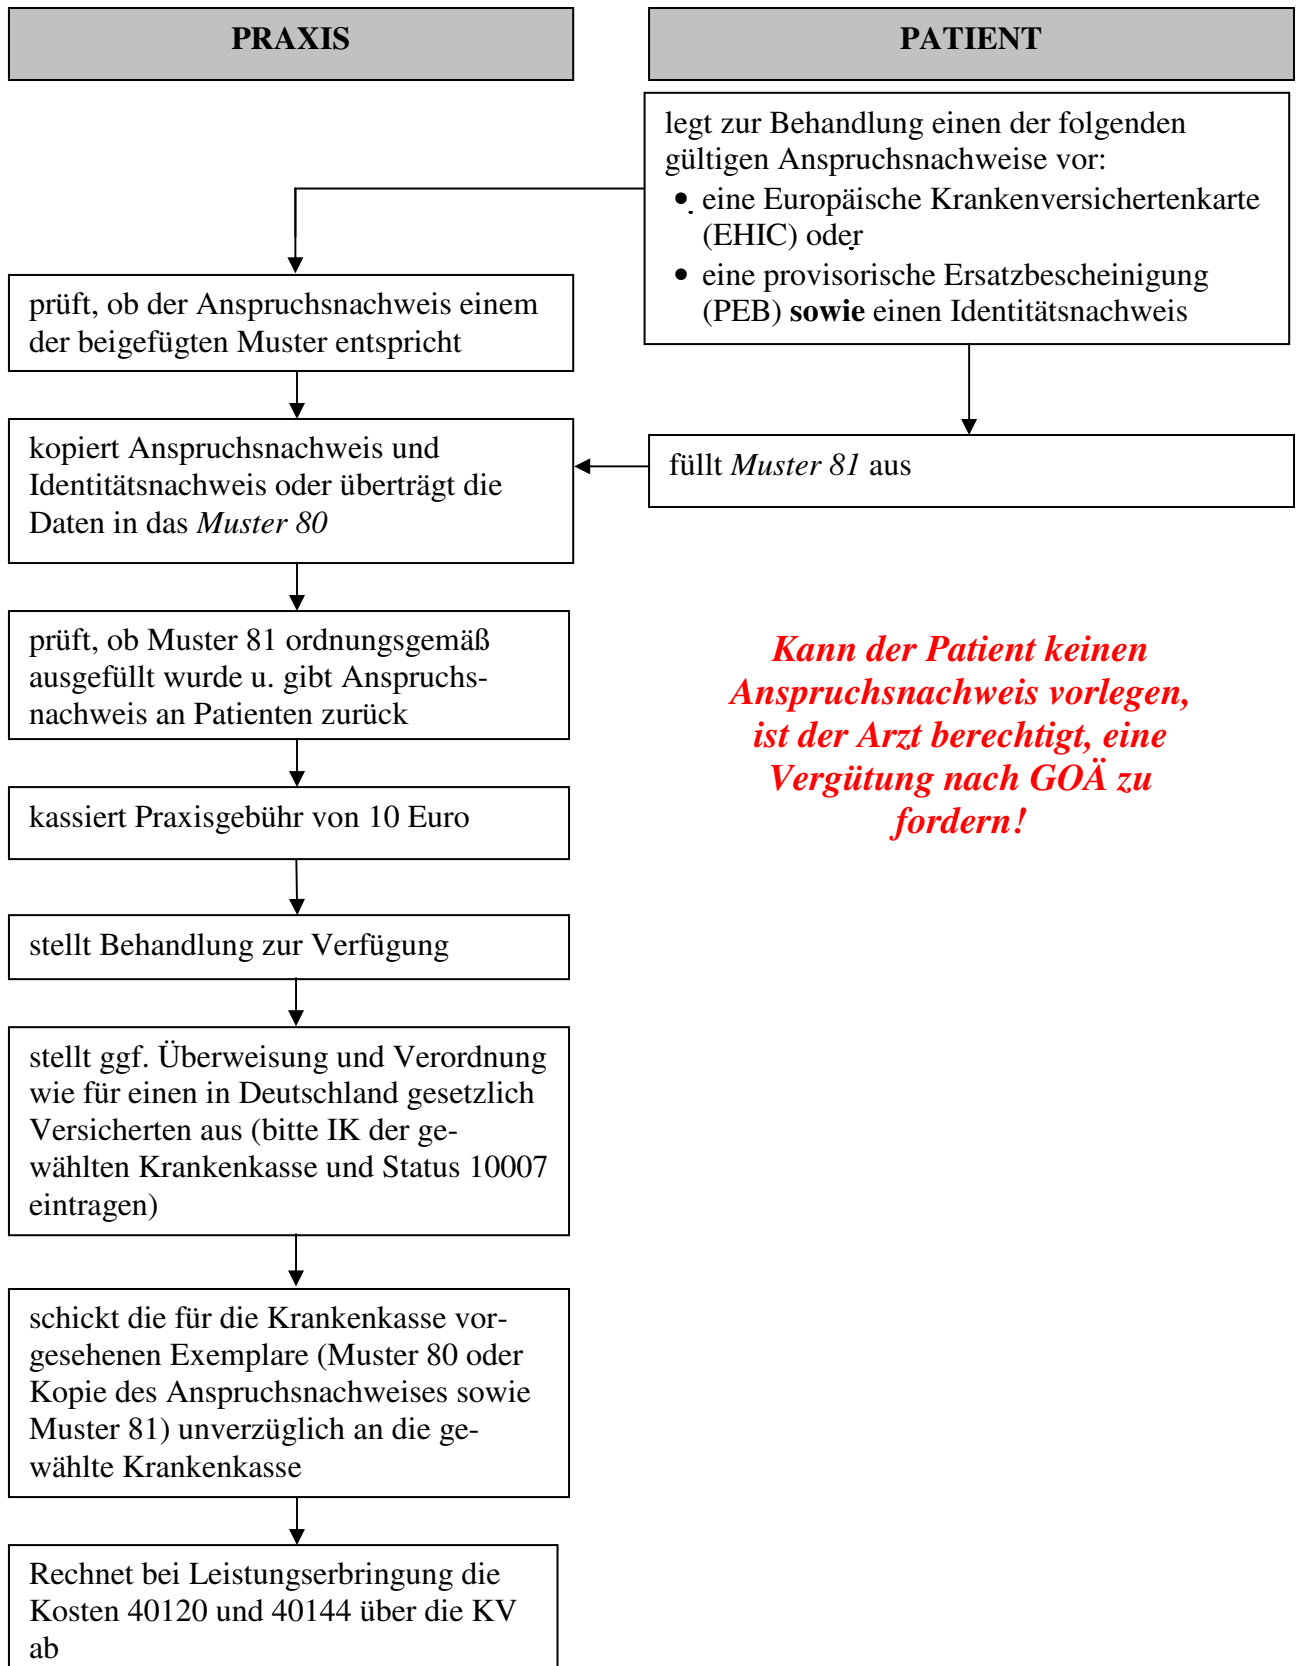 PRAXIS
PATIENT
legt zur Behandlung einen der folgenden
gültigen Anspruchsnachweise vor:
• eine Europäische Krankenversichertenkarte
(EHIC) oder
• eine provisorische Ersatzbescheinigung
(PEB) sowie einen Identitätsnachweis
prüft, ob der Anspruchsnachweis einem
der beigefügten Muster entspricht
füllt Muster 81 aus
kopiert Anspruchsnachweis und
Identitätsnachweis oder überträgt die
Daten in das Muster 80
prüft, ob Muster 81 ordnungsgemäß
ausgefüllt wurde u. gibt Anspruchs-
nachweis an Patienten zurück
Kann der Patient keinen
Anspruchsnachweis vorlegen,
ist der Arzt berechtigt, eine
Vergütung nach GOÄ zu
fordern!
kassiert Praxisgebühr von 10 Euro
stellt Behandlung zur Verfügung
stellt ggf. Überweisung und Verordnung
wie für einen in Deutschland gesetzlich
Versicherten aus (bitte IK der ge-
wählten Krankenkasse und Status 10007
eintragen)
schickt die für die Krankenkasse vor-
gesehenen Exemplare (Muster 80 oder
Kopie des Anspruchsnachweises sowie
Muster 81) unverzüglich an die ge-
wählte Krankenkasse
Rechnet bei Leistungserbringung die
Kosten 40120 und 40144 über die KV
ab